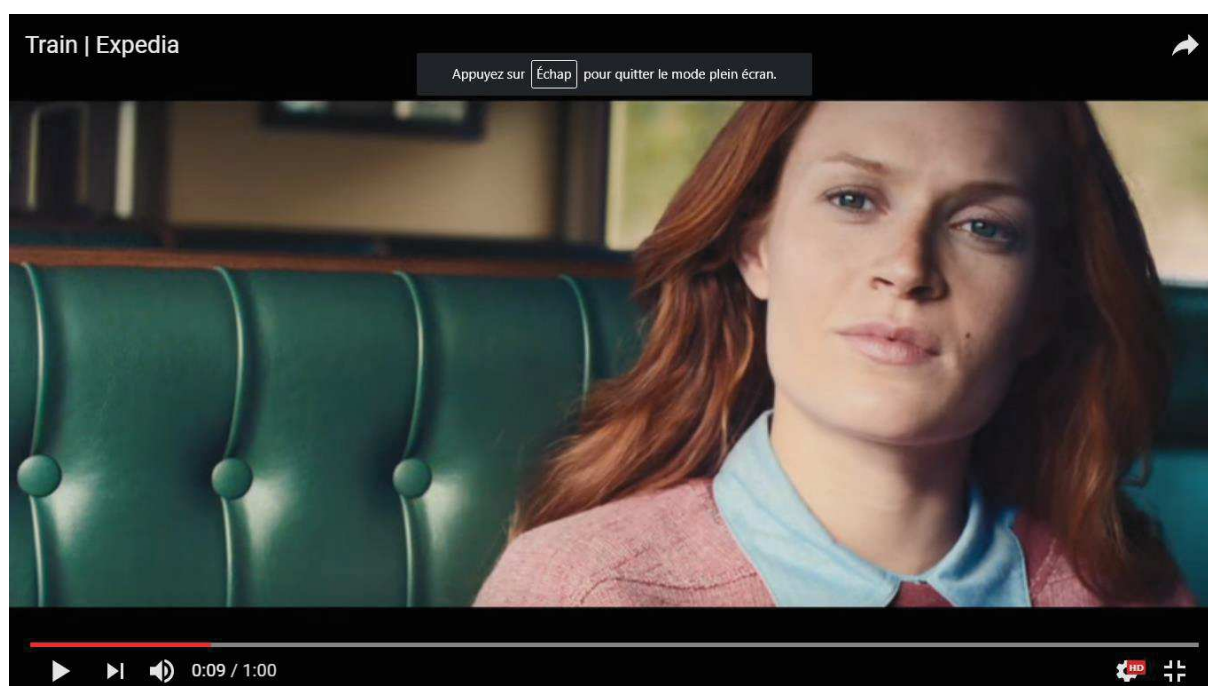 Train | Expedia
Appuyez sur Échap pour quitter le mode plein écran.
0:09 / 1:00
HD